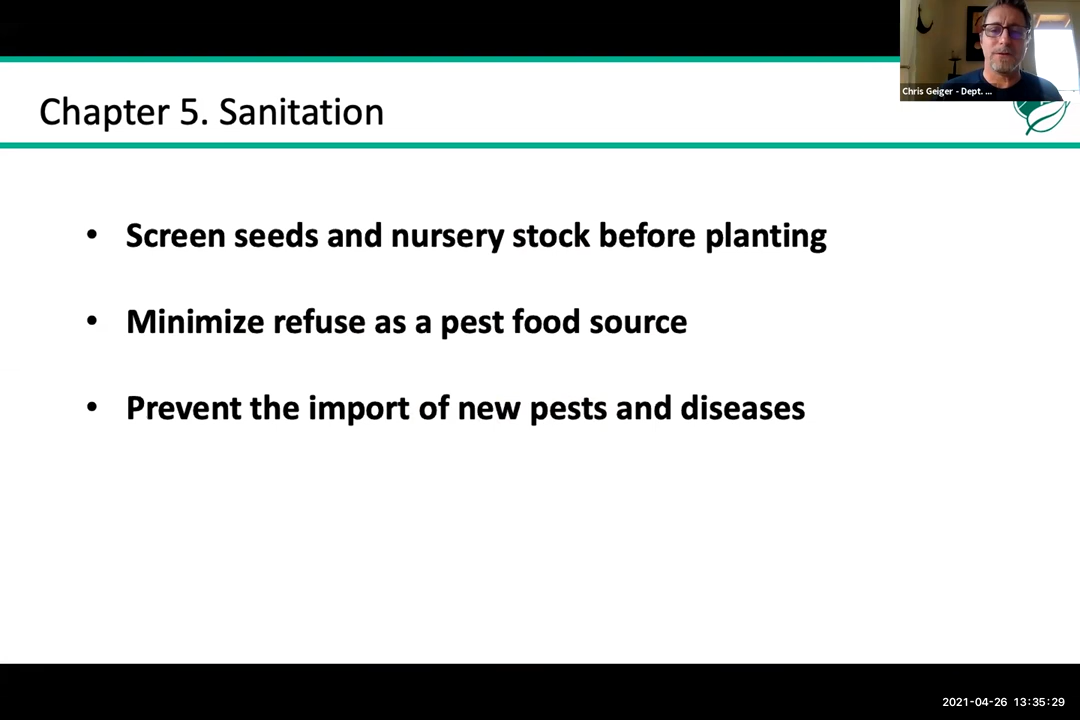 Chris Geiger - Dept. ...
Chapter 5. Sanitation
• Screen seeds and nursery stock before planting
• Minimize refuse as a pest food source
• Prevent the import of new pests and diseases
2021-04-26 13:35:29